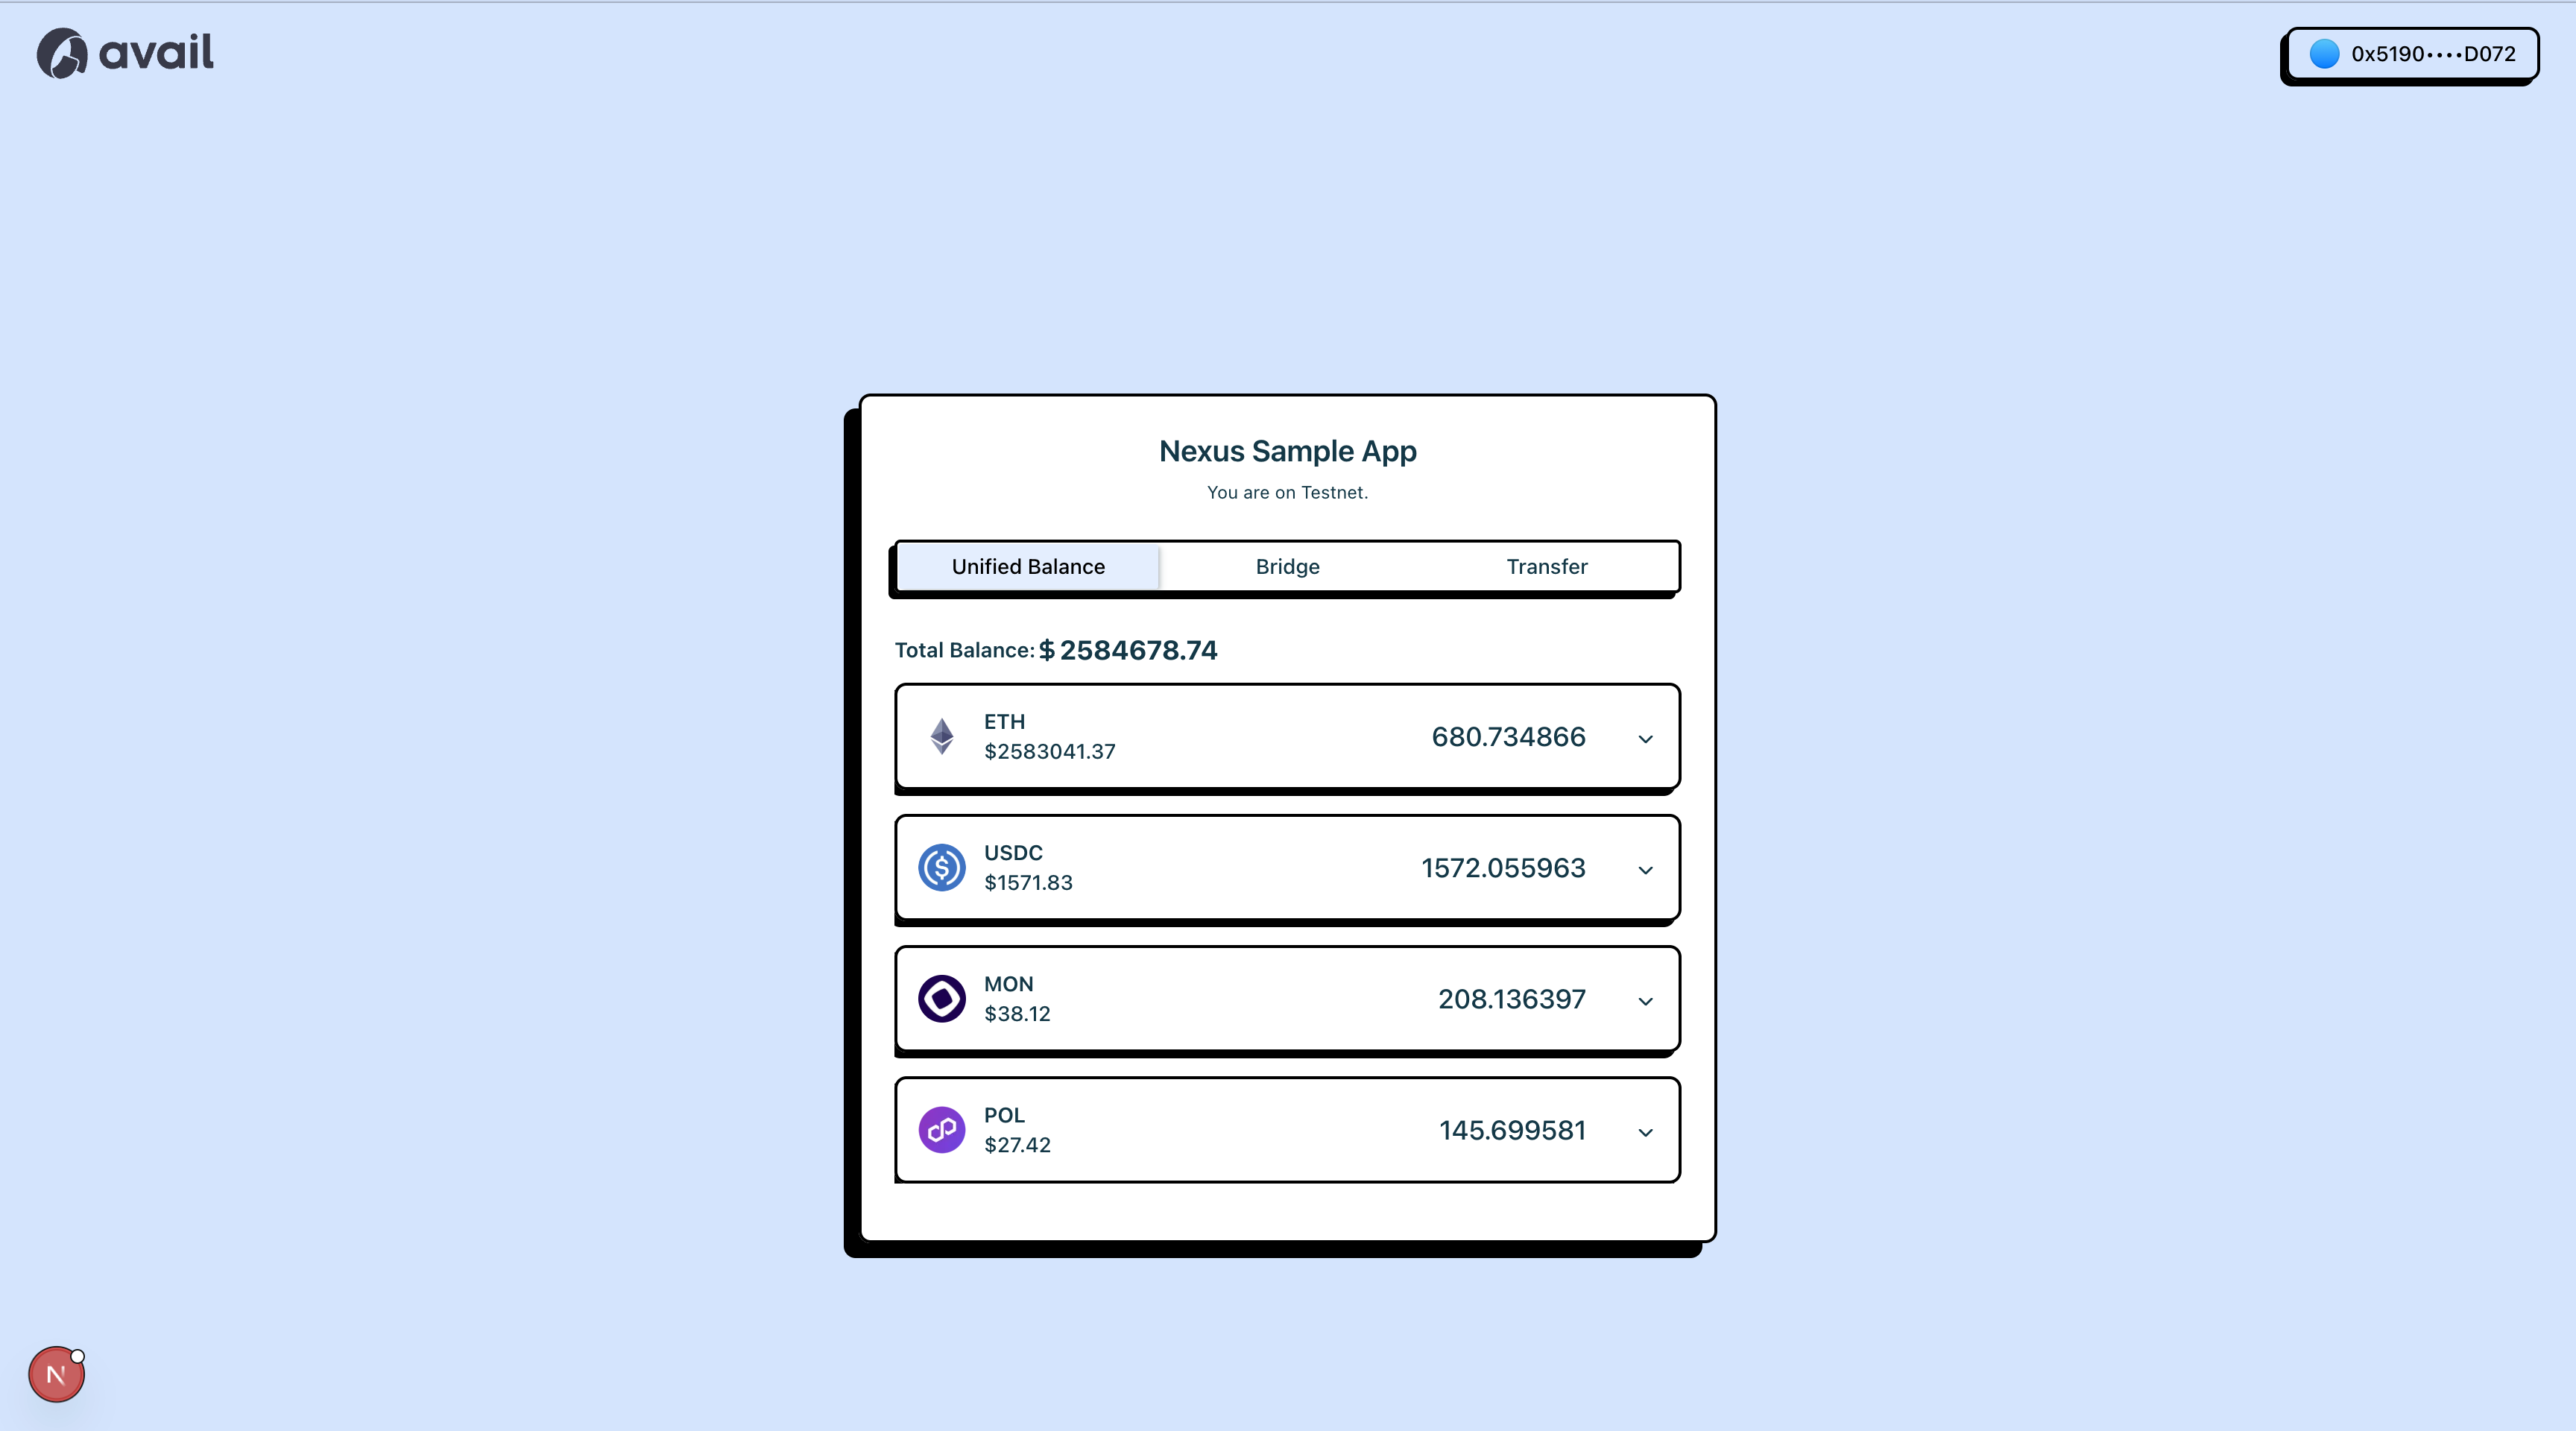 avail
0x5190••••D072
Nexus Sample App
You are on Testnet.
Unified Balance Bridge Transfer
Total Balance: $ 2584678.74
ETH
$2583041.37
680.734866
USDC
$1571.83
1572.055963
MON
$38.12
208.136397
POL
$27.42
145.699581
N